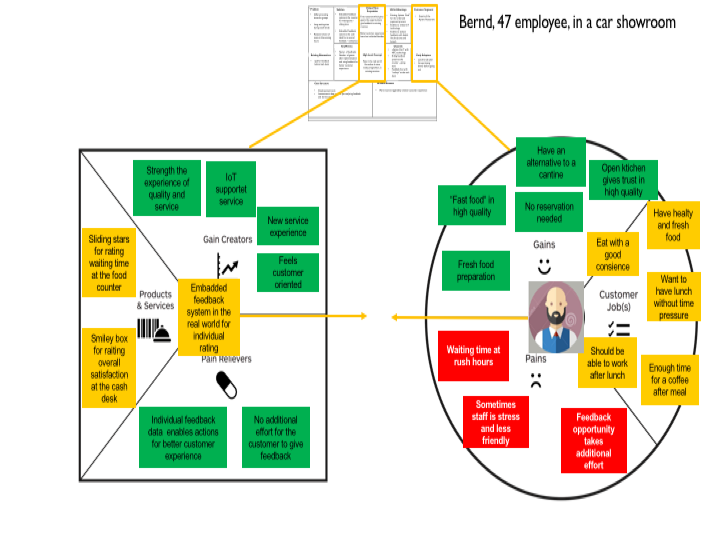 Bernd, 47 employee, in a car showroom
Strength the
experience of
quality and
service
IoT
supportet
service
New service
experience
Feels
customer
oriented
Gain Creators
Sliding stars
for rating
waiting time
at the food
counter
Products
& Services
Embadded
feedback
system in the
real world for
individual
rating
Smiley box
for raiting
overall
satisfaction
at the cash
desk
Pain Relievers
Individual feedback
data enables actions
for better customer
experience
No additional
effort for the
customer to give
feedback
Have an
alternative to a
cantine
Open ktichen
gives trust in
high quality
"Fast food" in
high quality
No reservation
needed
Have healty
and fresh
food
Gains
Eat with a
good
consience
Fresh food
preparation
Want to
have lunch
without time
pressure
Customer
Job(s)
Waiting time at
rush hours
Pains
Should be
able to work
after lunch
Enough time
for a coffee
after meal
Sometimes
staff is stress
and less
friendly
Feedback
opportunity
takes
additional
effort